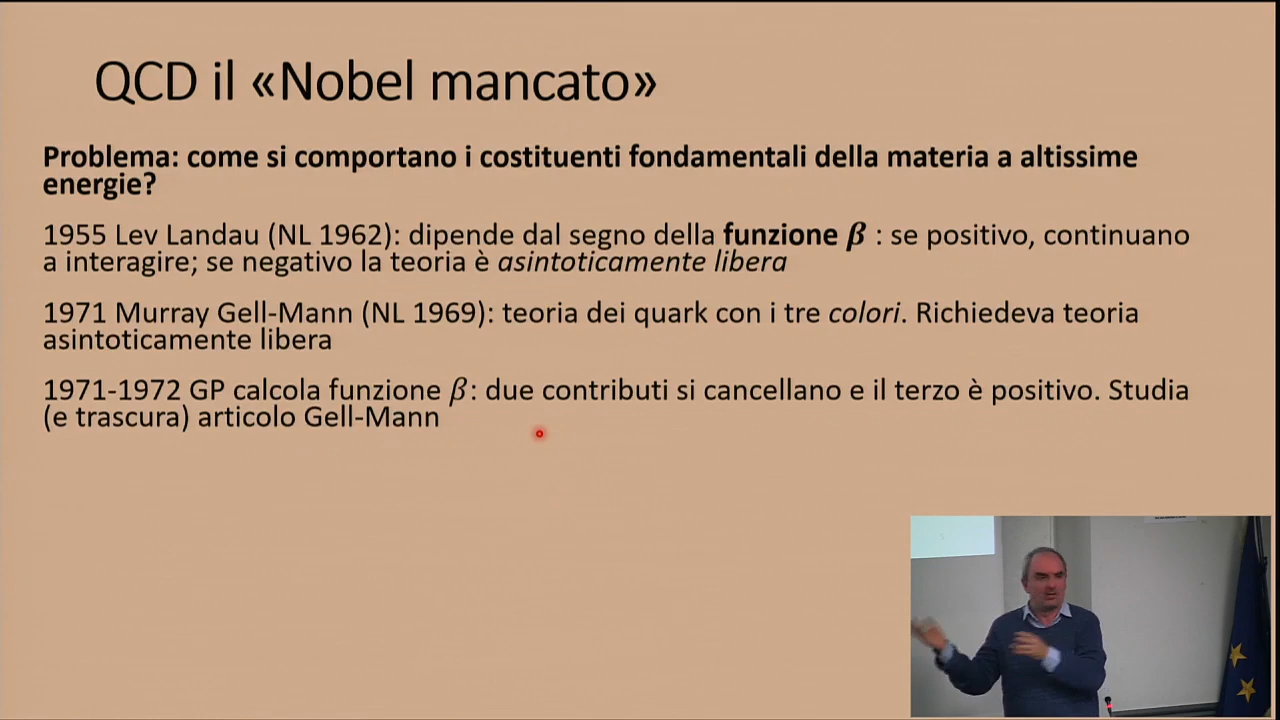 QCD il «Nobel mancato»
Problema: come si comportano i costituenti fondamentali della materia a altissime
energie?
1955 Lev Landau (NL 1962): dipende dal segno della funzione β : se positivo, continuano
a interagire; se negativo la teoria è asintoticamente libera
1971 Murray Gell-Mann (NL 1969): teoria dei quark con i tre colori. Richiedeva teoria
asintoticamente libera
1971-1972 GP calcola funzione β: due contributi si cancellano e il terzo è positivo. Studia
(e trascura) articolo Gell-Mann